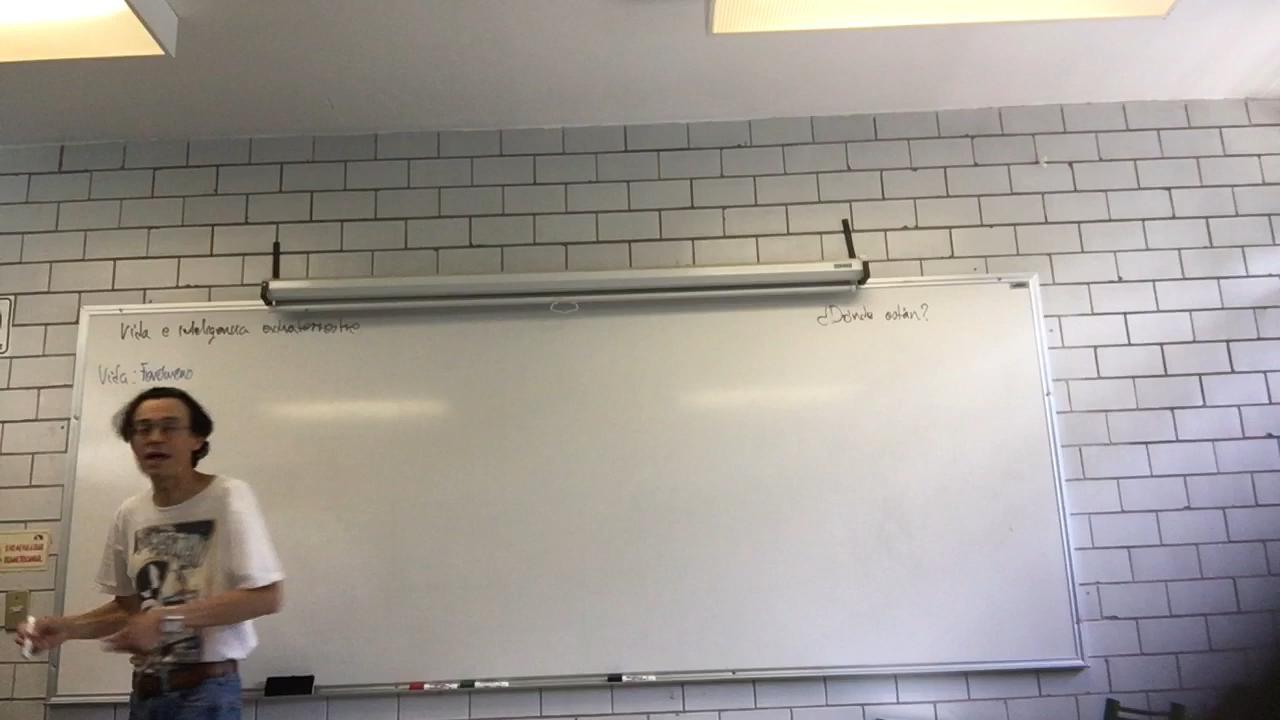 Vida e inteligencia extraterrestre
¿Dónde están?
Vida: Fenómeno